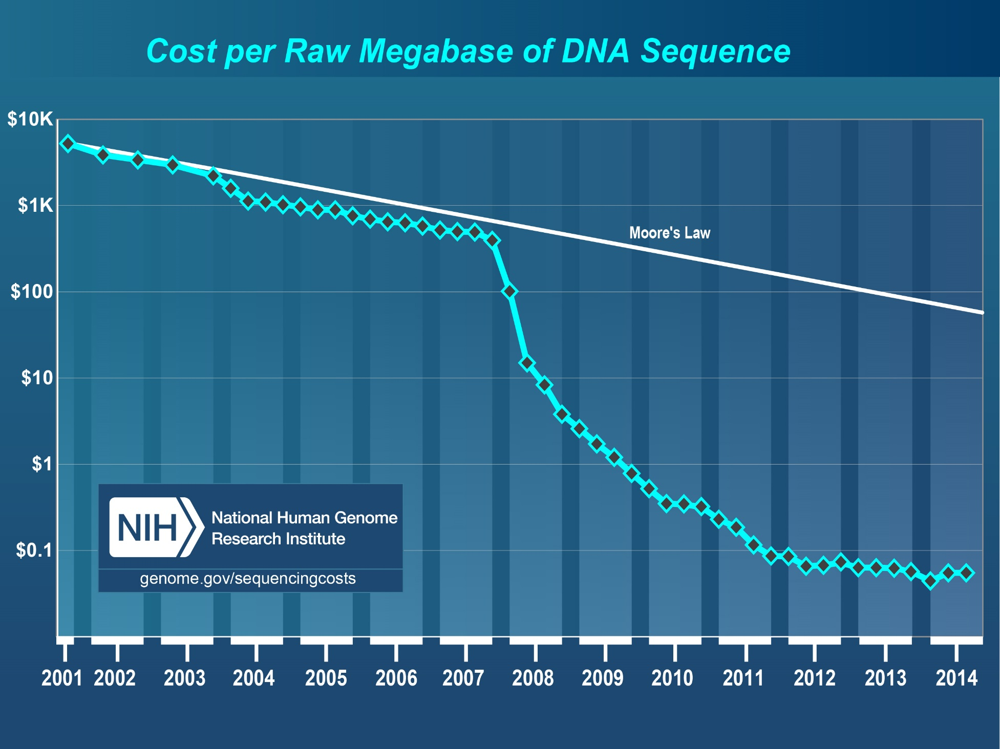 Cost per Raw Megabase of DNA Sequence
$10K
$1K
$100
$10
$1
$0.1
Moore's Law
NIH
National Human Genome
Research Institute
genome.gov/sequencingcosts
2001 2002 2003 2004 2005 2006 2007 2008 2009 2010 2011 2012 2013 2014